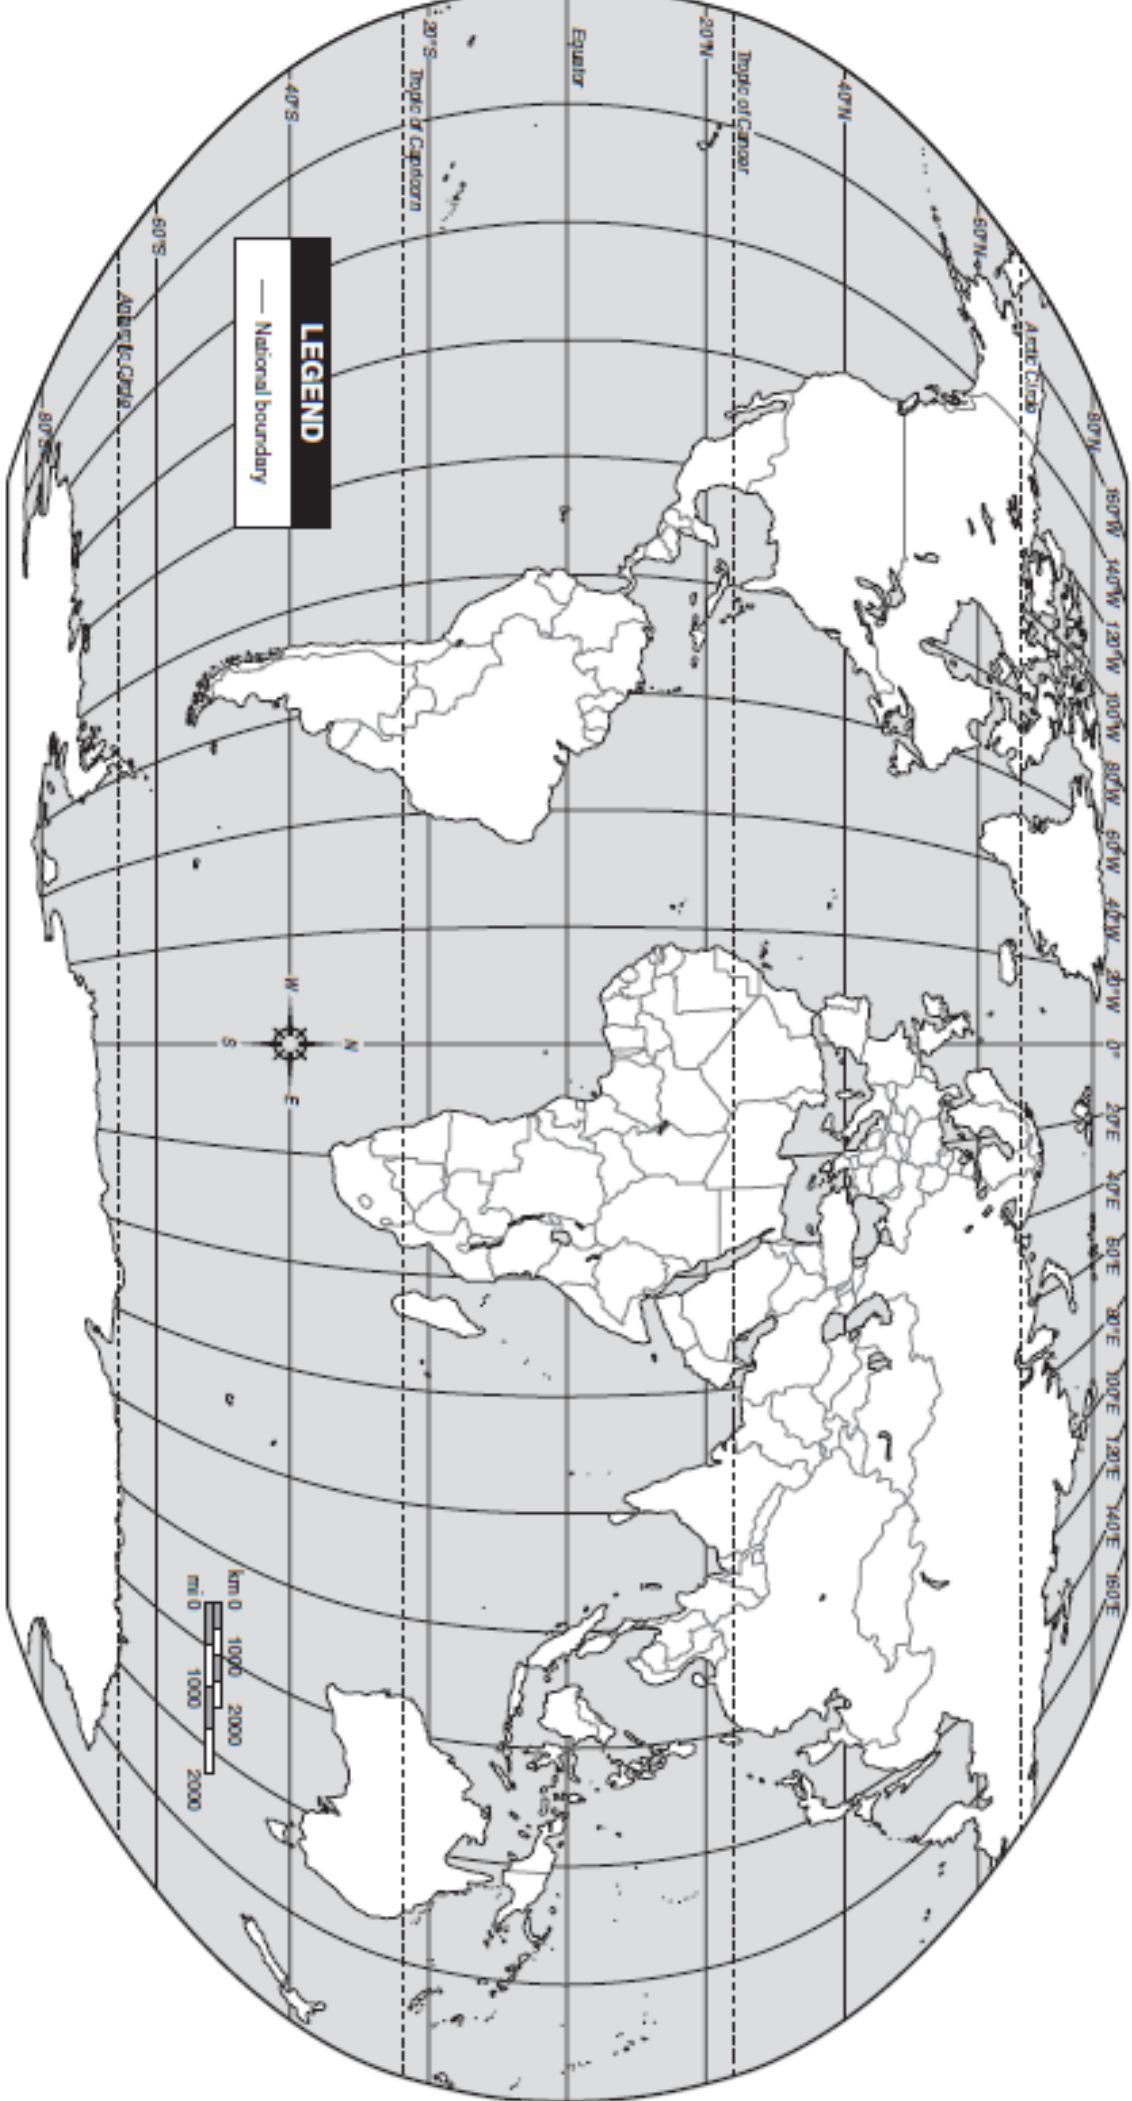 160°W
140°W
120°W
100°W
80°W
60°W
40°W
20°W
0°
20°E
40°E
60°E
80°E
100°E
120°E
140°E
160°E
80°N
Arctic Circle
60°N
40°N
Tropic of Cancer
20°N
Equator
20°S
Tropic of Capricorn
40°S
60°S
Antarctic Circle
80°S
LEGEND
National boundary
N
W
E
S
km 0 1000 2000
mi 0 1000 2000